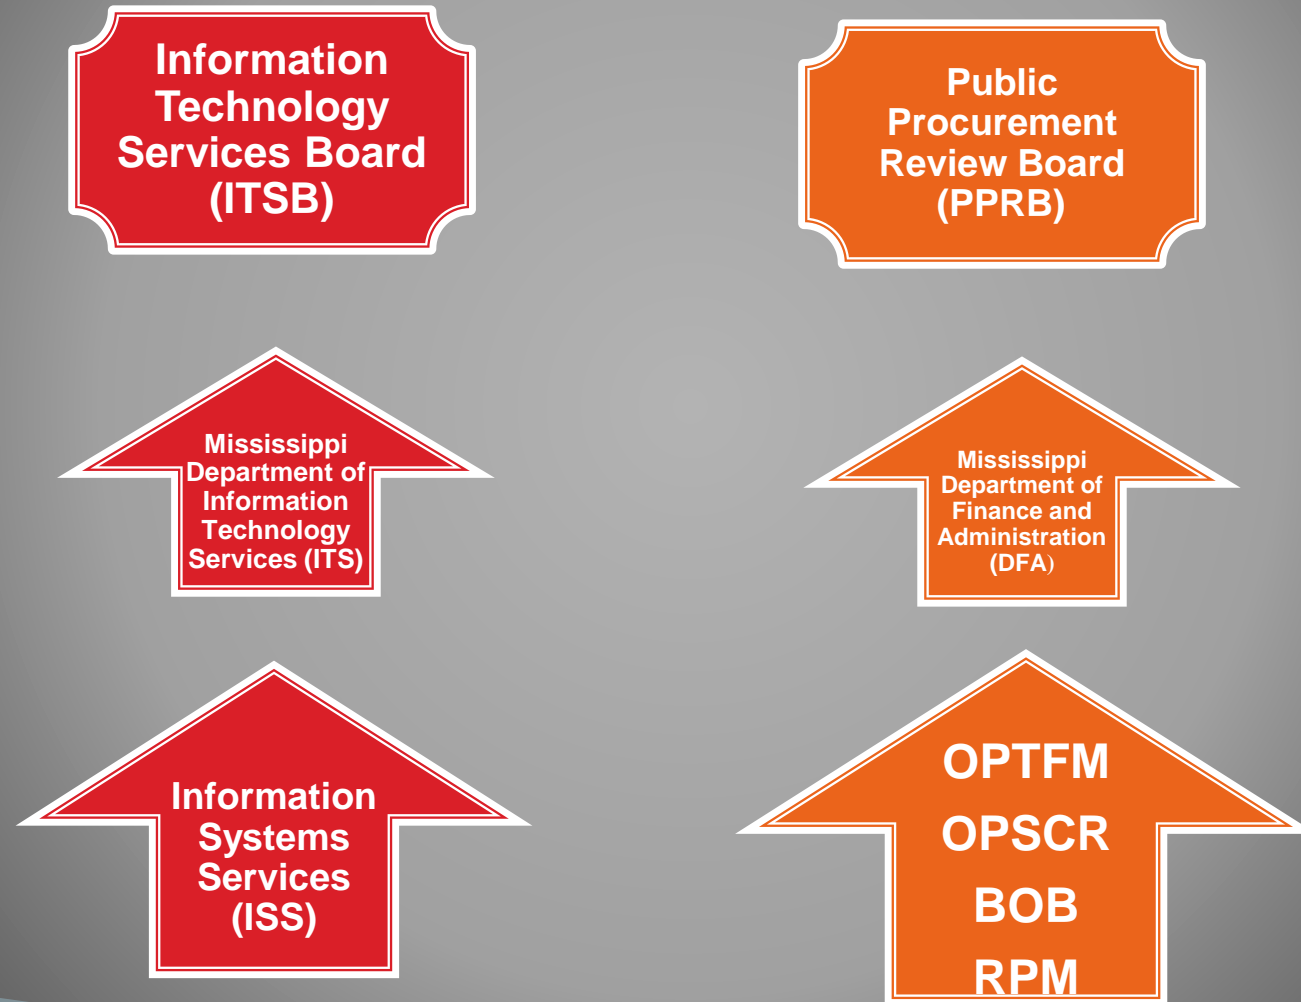 Information
Technology
Services Board
(ITSB)
Public
Procurement
Review Board
(PPRB)
Mississippi
Department of
Information
Technology
Services (ITS)
Mississippi
Department of
Finance and
Administration
(DFA)
Information
Systems
Services
(ISS)
OPTFM
OPSCR
BOB
RPM